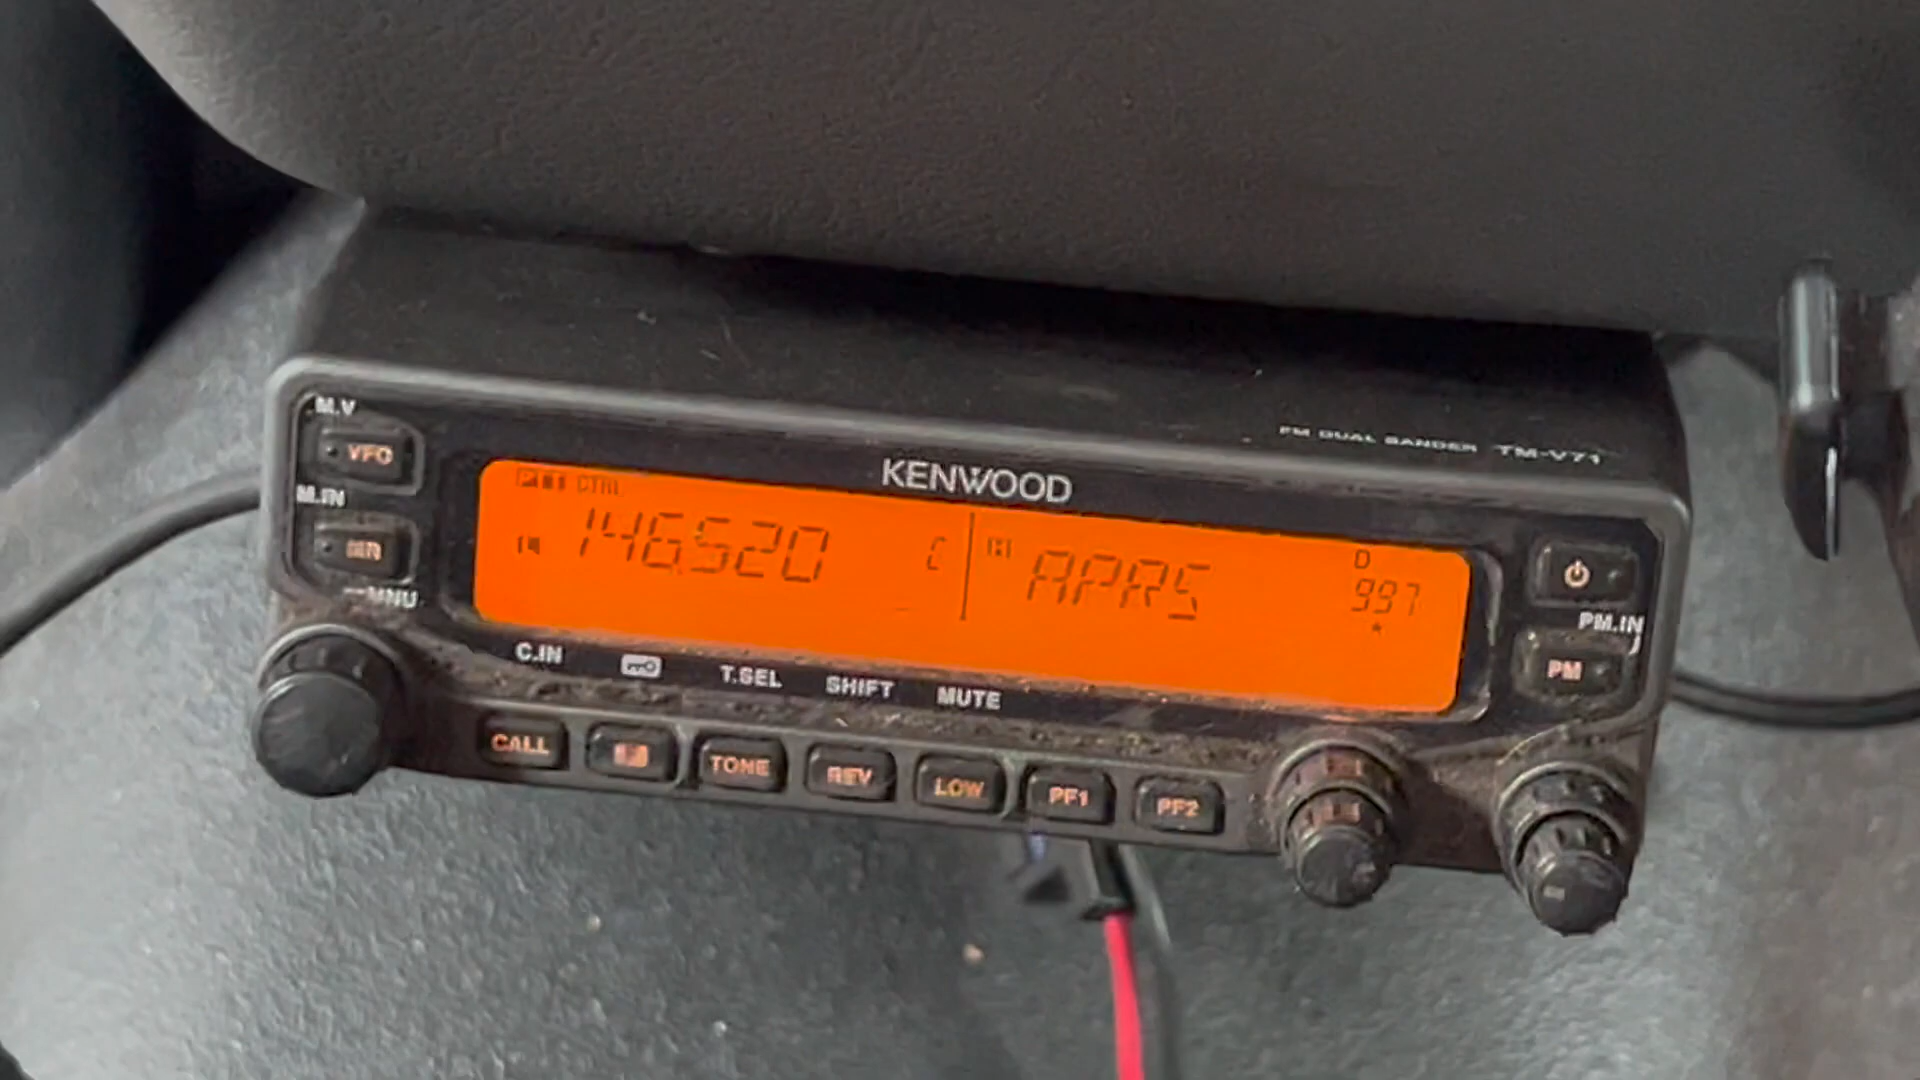 FM DUAL BANDER TM-V71
KENWOOD
M.V
VFO
M.IN
MR
MNU
CTRL
146.520 C
APRS
D
997
PM.IN
PM
C.IN T.SEL SHIFT MUTE
CALL TONE REV LOW PF1 PF2